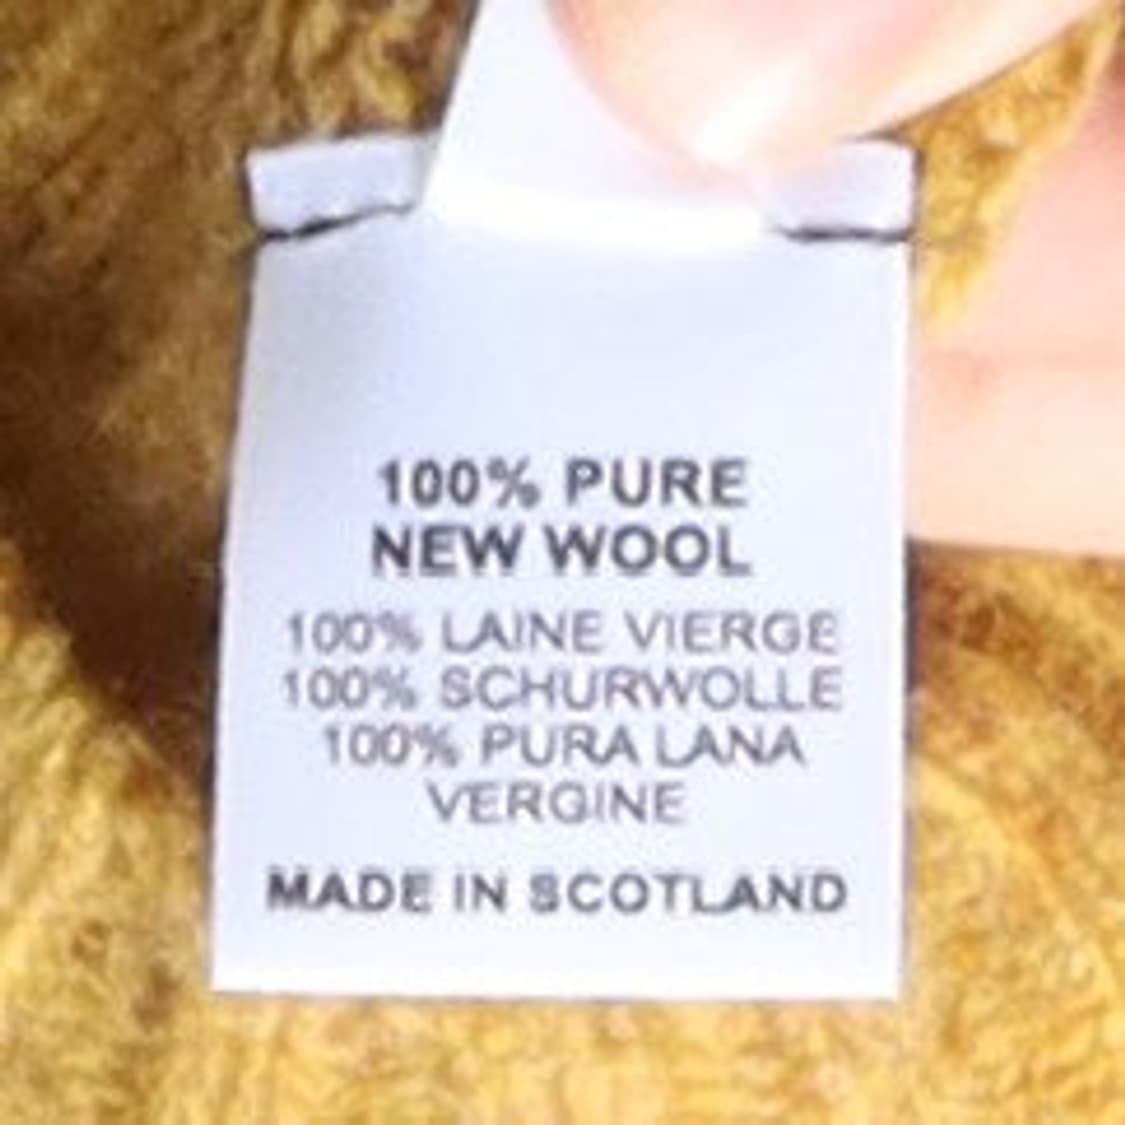 100% PURE
NEW WOOL
100% LAINE VIERGE
100% SCHURWOLLE
100% PURA LANA
VERGINE
MADE IN SCOTLAND